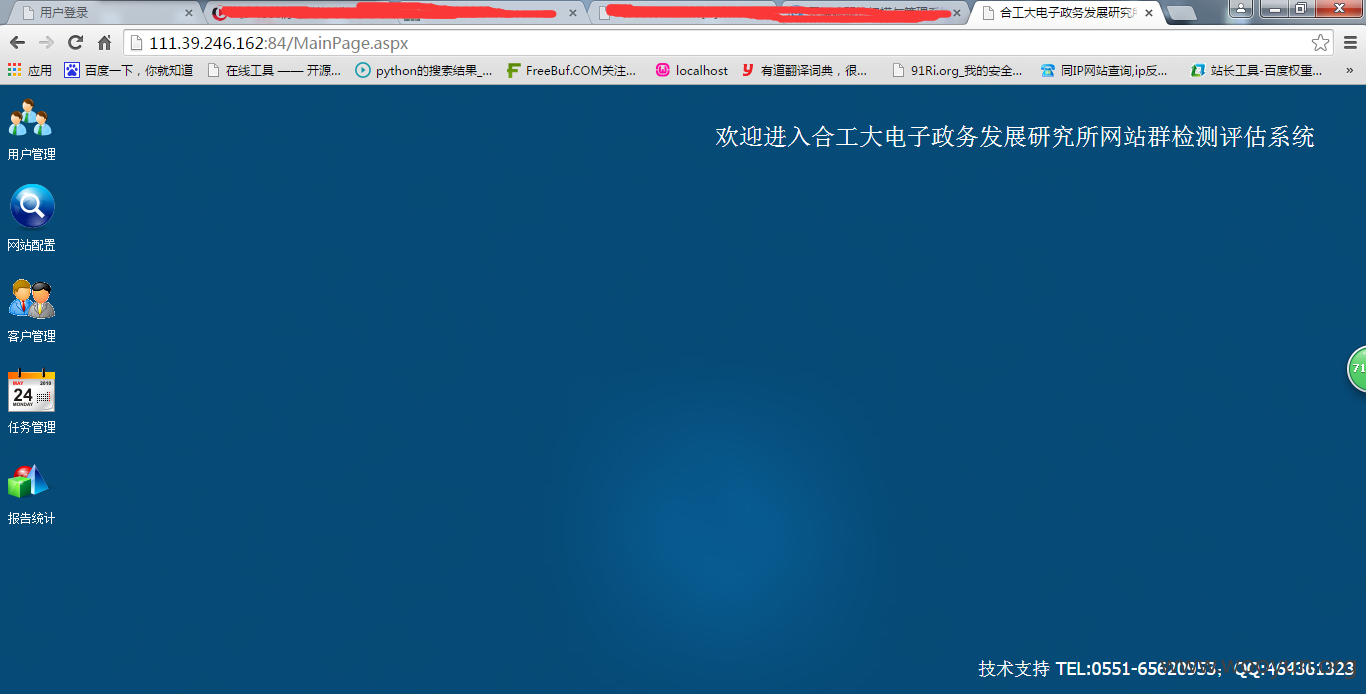 用户登录
合工大电子政务发展研究
111.39.246.162:84/MainPage.aspx
应用 百度一下，你就知道 在线工具 —— 开源... python的搜索结果_... FreeBuf.COM关注... localhost 有道翻译词典，很... 91Ri.org_我的安全... 同IP网站查询,ip反... 站长工具-百度权重... »
欢迎进入合工大电子政务发展研究所网站群检测评估系统
用户管理
网站配置
客户管理
MAY 2010
24
MONDAY
任务管理
71
报告统计
技术支持 TEL:0551-65620933; QQ:464361323